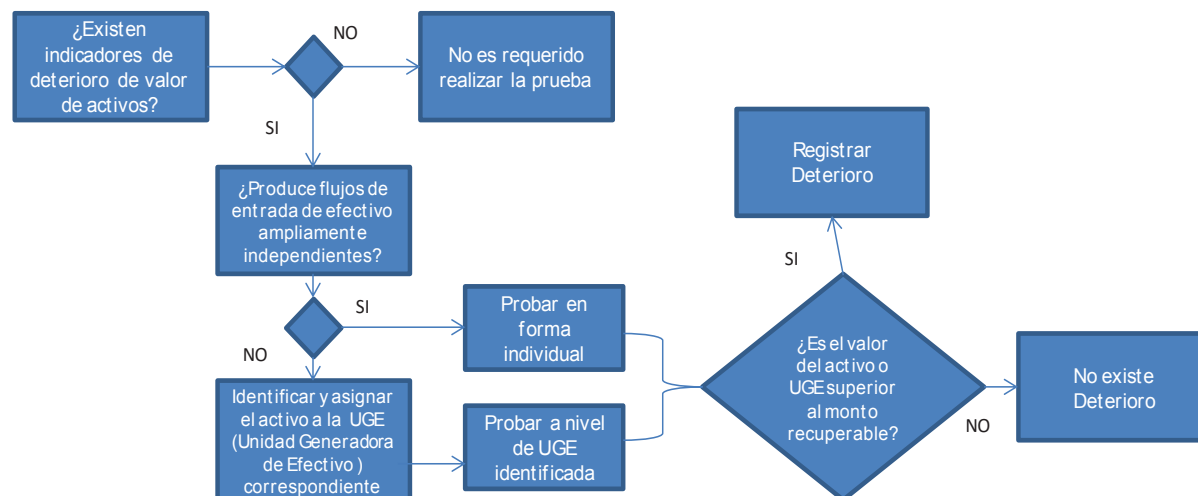 ¿Existen
indicadores de
deterioro de valor
de activos?
NO
No es requerido
realizar la prueba
SI
¿Produce flujos de
entrada de efectivo
ampliamente
independientes?
SI
NO
Probar en
forma
individual
Identificar y asignar
el activo a la UGE
(Unidad Generadora
de Efectivo )
correspondiente
Probar a nivel
de UGE
identificada
Registrar
Deterioro
SI
¿Es el valor
del activo o
UGE superior
al monto
recuperable?
NO
No existe
Deterioro